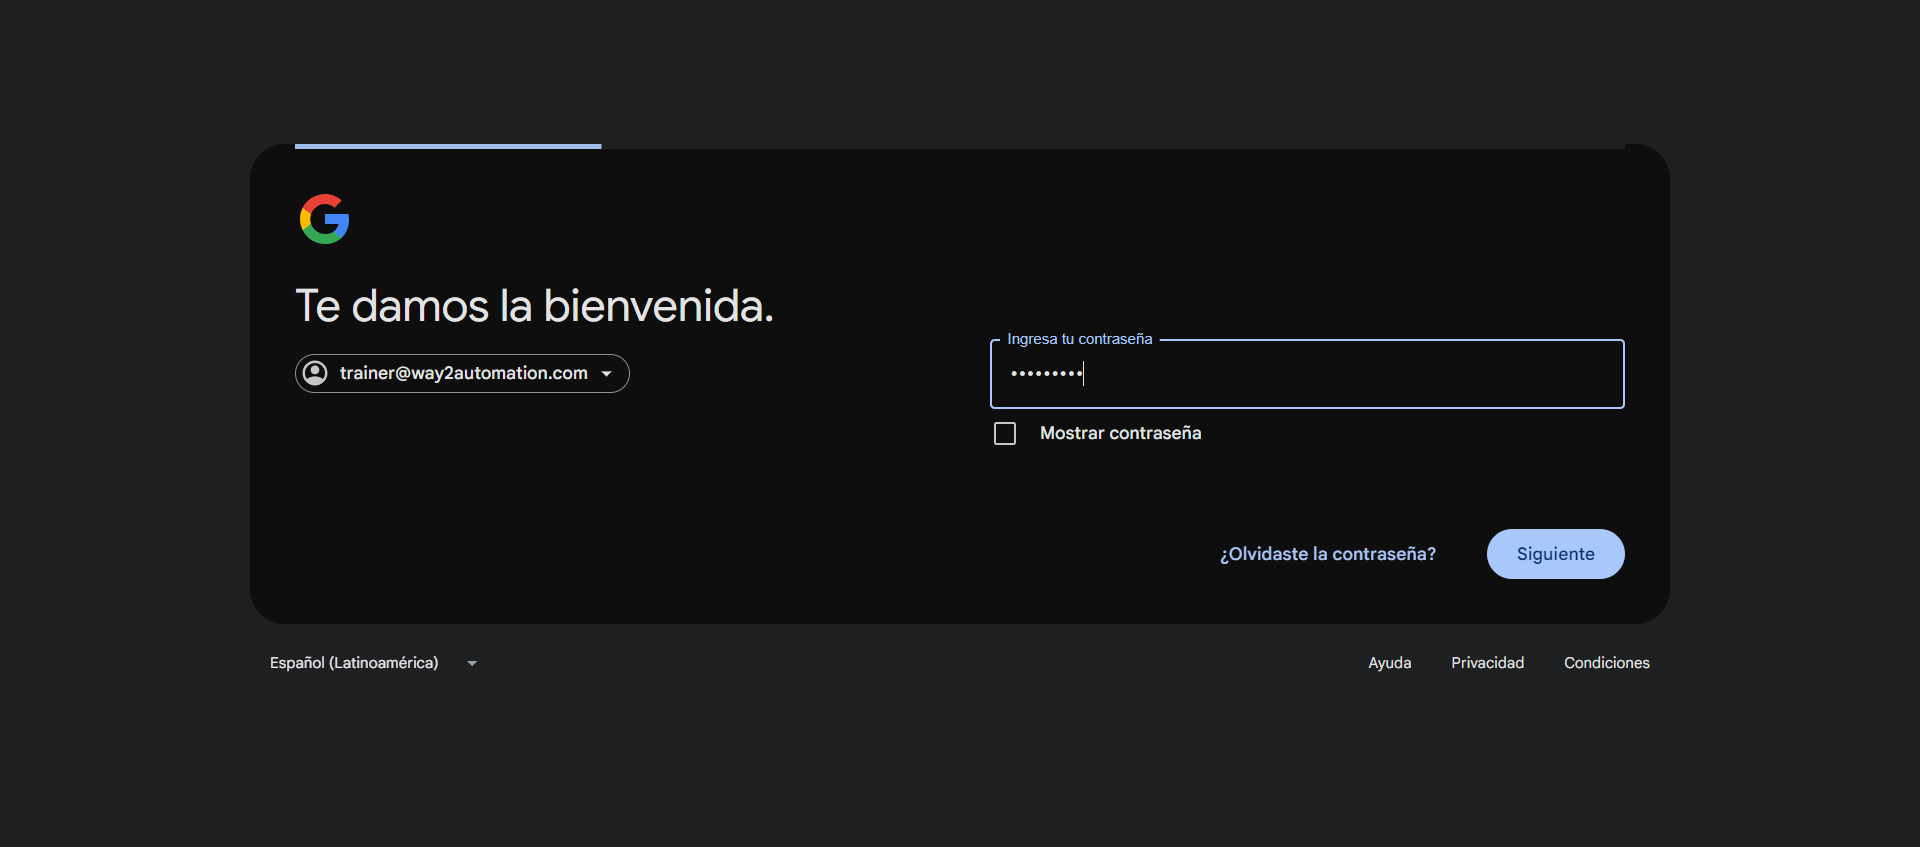 Te damos la bienvenida.
trainer@way2automation.com
Ingresa tu contraseña
•••••••••
Mostrar contraseña
¿Olvidaste la contraseña?
Siguiente
Español (Latinoamérica)
Ayuda
Privacidad
Condiciones